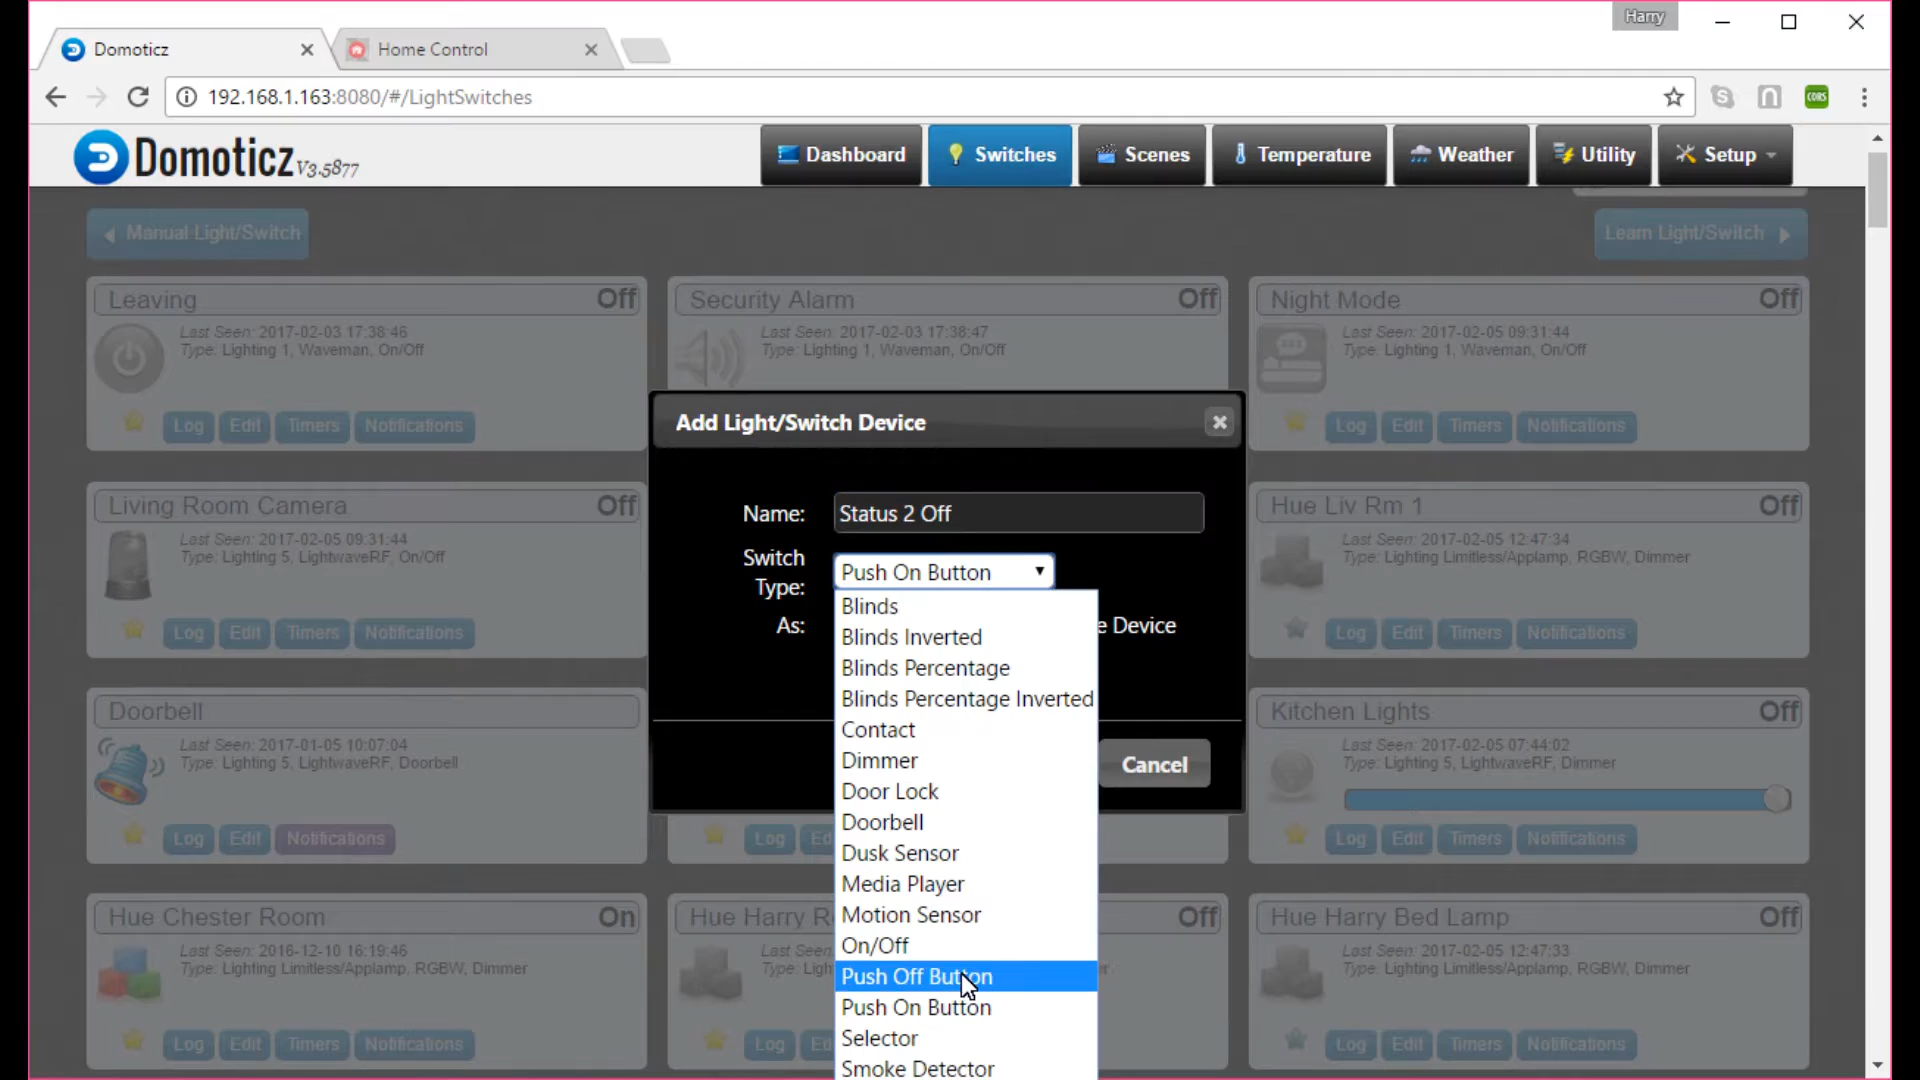 Harry
Domoticz
Home Control
192.168.1.163:8080/#/LightSwitches
CORS
Domoticz V3.5877
Dashboard
Switches
Scenes
Temperature
Weather
Utility
Setup
Manual Light/Switch
Learn Light/Switch
Leaving Off
Last Seen: 2017-02-03 17:38:46
Type: Lighting 1, Waveman, On/Off
Log Edit Timers Notifications
Security Alarm Off
Last Seen: 2017-02-03 17:38:47
Type: Lighting 1, Waveman, On/Off
Night Mode Off
Last Seen: 2017-02-05 09:31:44
Type: Lighting 1, Waveman, On/Off
Log Edit Timers Notifications
Add Light/Switch Device
Name: Status 2 Off
Switch
Type: Push On Button
As: e Device
Blinds
Blinds Inverted
Blinds Percentage
Blinds Percentage Inverted
Contact
Dimmer
Door Lock
Doorbell
Dusk Sensor
Media Player
Motion Sensor
On/Off
Push Off Button
Push On Button
Selector
Smoke Detector
Cancel
Living Room Camera Off
Last Seen: 2017-02-05 09:31:44
Type: Lighting 5, LightwaveRF, On/Off
Log Edit Timers Notifications
Hue Liv Rm 1 Off
Last Seen: 2017-02-05 12:47:34
Type: Lighting Limitless/Applamp, RGBW, Dimmer
Log Edit Timers Notifications
Doorbell
Last Seen: 2017-01-05 10:07:04
Type: Lighting 5, LightwaveRF, Doorbell
Log Edit Notifications
Log Ed
Kitchen Lights Off
Last Seen: 2017-02-05 07:44:02
Type: Lighting 5, LightwaveRF, Dimmer
Log Edit Timers Notifications
Hue Chester Room On
Last Seen: 2016-12-10 16:19:46
Type: Lighting Limitless/Applamp, RGBW, Dimmer
Log Edit Timers Notifications
Hue Harry R Off
Last Seen:
Type: Ligh
Log Ed
Hue Harry Bed Lamp Off
Last Seen: 2017-02-05 12:47:33
Type: Lighting Limitless/Applamp, RGBW, Dimmer
Log Edit Timers Notifications